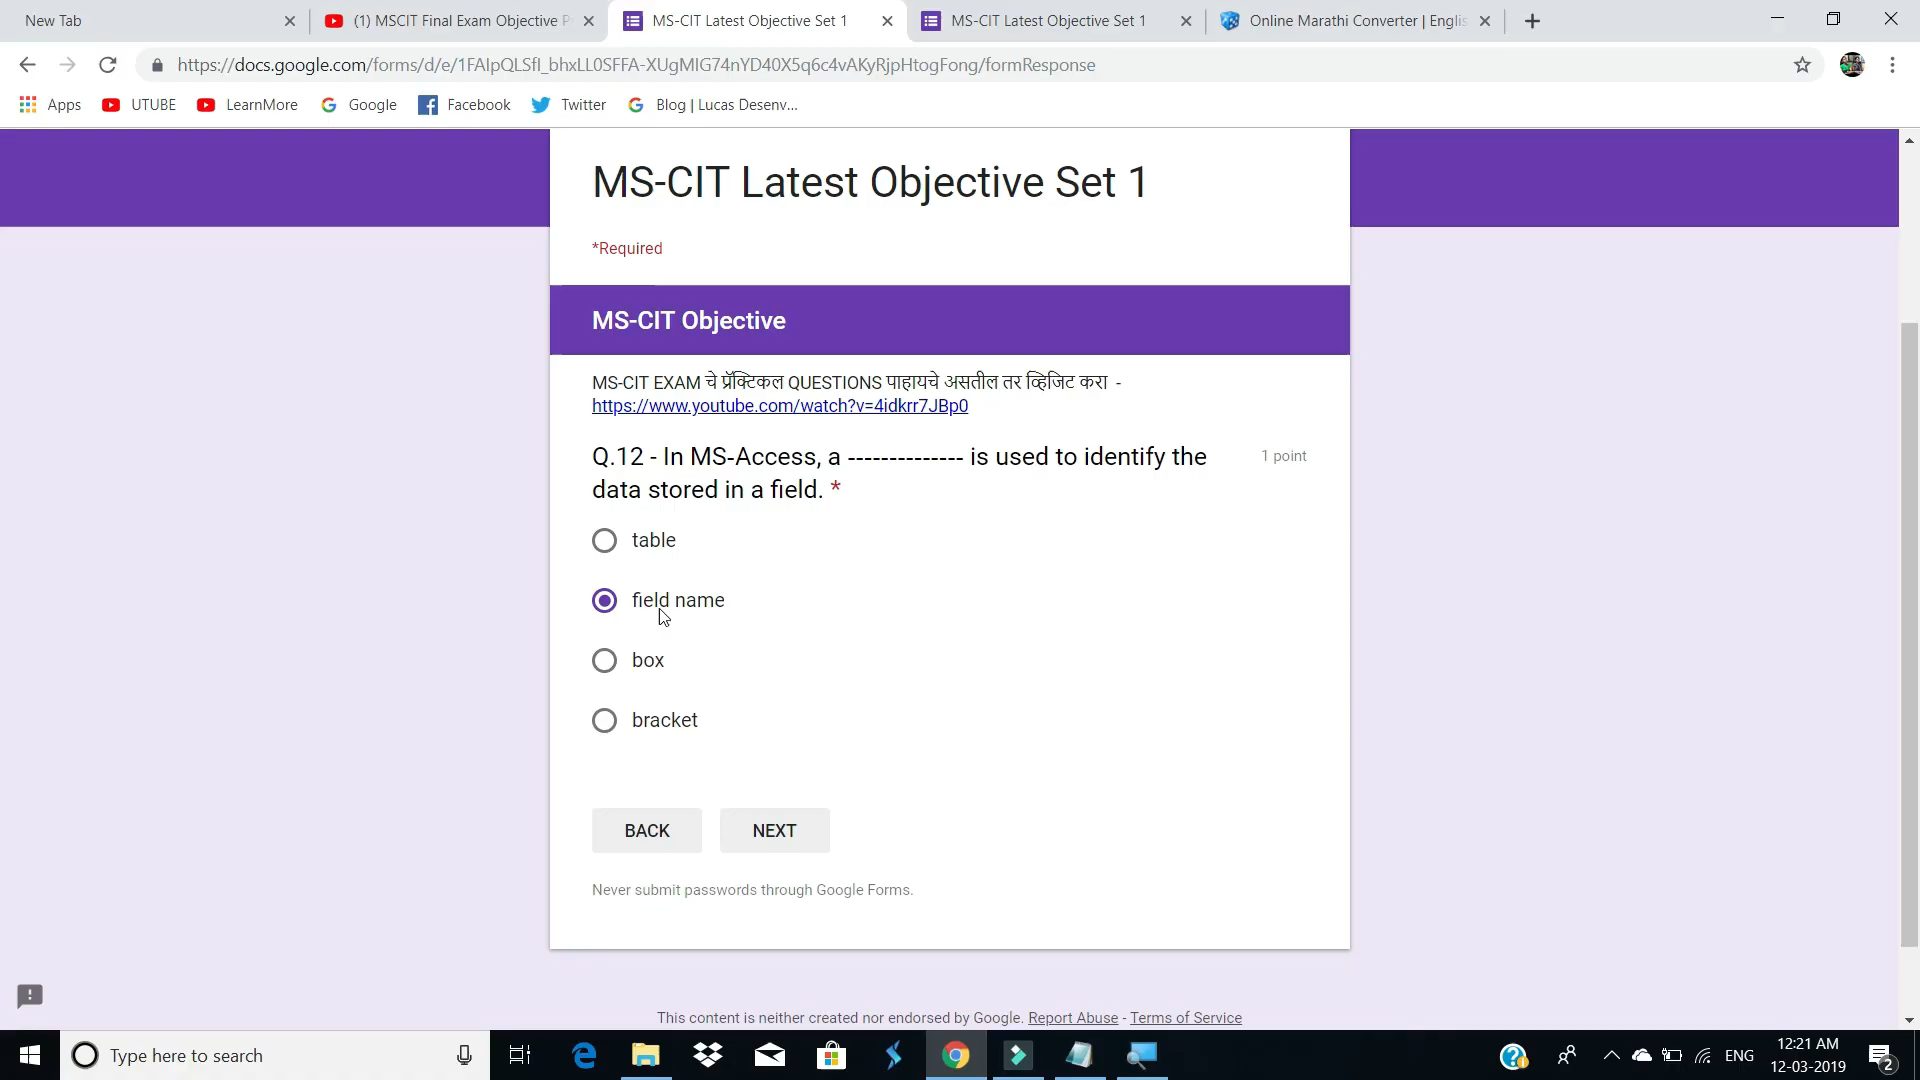 New Tab
(1) MSCIT Final Exam Objective P
MS-CIT Latest Objective Set 1
MS-CIT Latest Objective Set 1
Online Marathi Converter | Englis
https://docs.google.com/forms/d/e/1FAIpQLSfI_bhxLL0SFFA-XUgMIG74nYD40X5q6c4vAKyRjpHtogFong/formResponse
Apps
UTUBE
LearnMore
Google
Facebook
Twitter
Blog | Lucas Desenv...
MS-CIT Latest Objective Set 1
*Required
MS-CIT Objective
MS-CIT EXAM चे प्रॅक्टिकल QUESTIONS पाहायचे असतील तर व्हिजिट करा -
https://www.youtube.com/watch?v=4idkrr7JBp0
Q.12 - In MS-Access, a -------------- is used to identify the
data stored in a field. *
1 point
table
field name
box
bracket
BACK
NEXT
Never submit passwords through Google Forms.
This content is neither created nor endorsed by Google. Report Abuse - Terms of Service
Type here to search
ENG
12:21 AM
12-03-2019
2